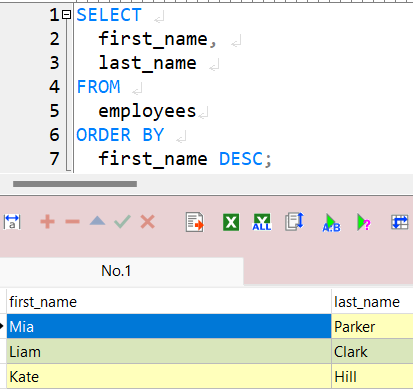 1 SELECT
2 first_name,
3 last_name
4 FROM
5 employees
6 ORDER BY
7 first_name DESC;
a ALL A:B ?
No.1
first_name last_name
Mia Parker
Liam Clark
Kate Hill